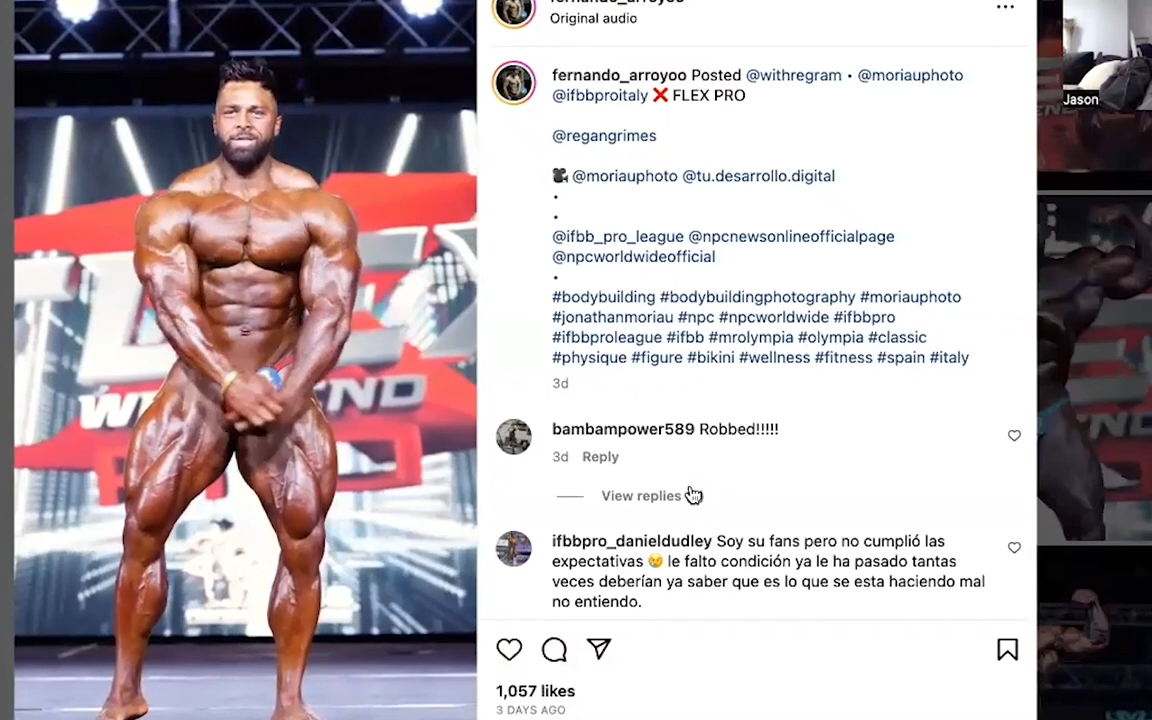 fernando_arroyoo
Original audio
fernando_arroyoo Posted @withregram • @moriauphoto
@ifbbproitaly ❌ FLEX PRO
@regangrimes
🎥 @moriauphoto @tu.desarrollo.digital
•
•
@ifbb_pro_league @npcnewsonlineofficialpage
@npcworldwideofficial
•
#bodybuilding #bodybuildingphotography #moriauphoto
#jonathanmoriau #npc #npcworldwide #ifbbpro
#ifbbproleague #ifbb #mrolympia #olympia #classic
#physique #figure #bikini #wellness #fitness #spain #italy
3d
bambampower589 Robbed!!!!!
3d Reply
View replies
ifbbpro_danieldudley Soy su fans pero no cumplió las
expectativas 😥 le falto condición ya le ha pasado tantas
veces deberían ya saber que es lo que se esta haciendo mal
no entiendo.
1,057 likes
3 DAYS AGO
Jason